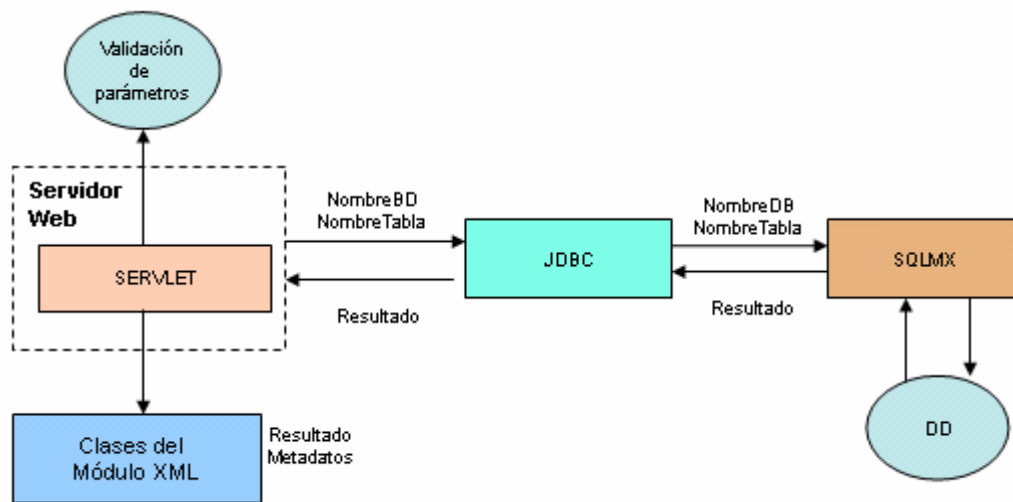 Validación
de
parámetros
Servidor
Web
SERVLET
NombreBD
NombreTabla
Resultado
JDBC
NombreDB
NombreTabla
Resultado
SQLMX
DD
Clases del
Módulo XML
Resultado
Metadatos